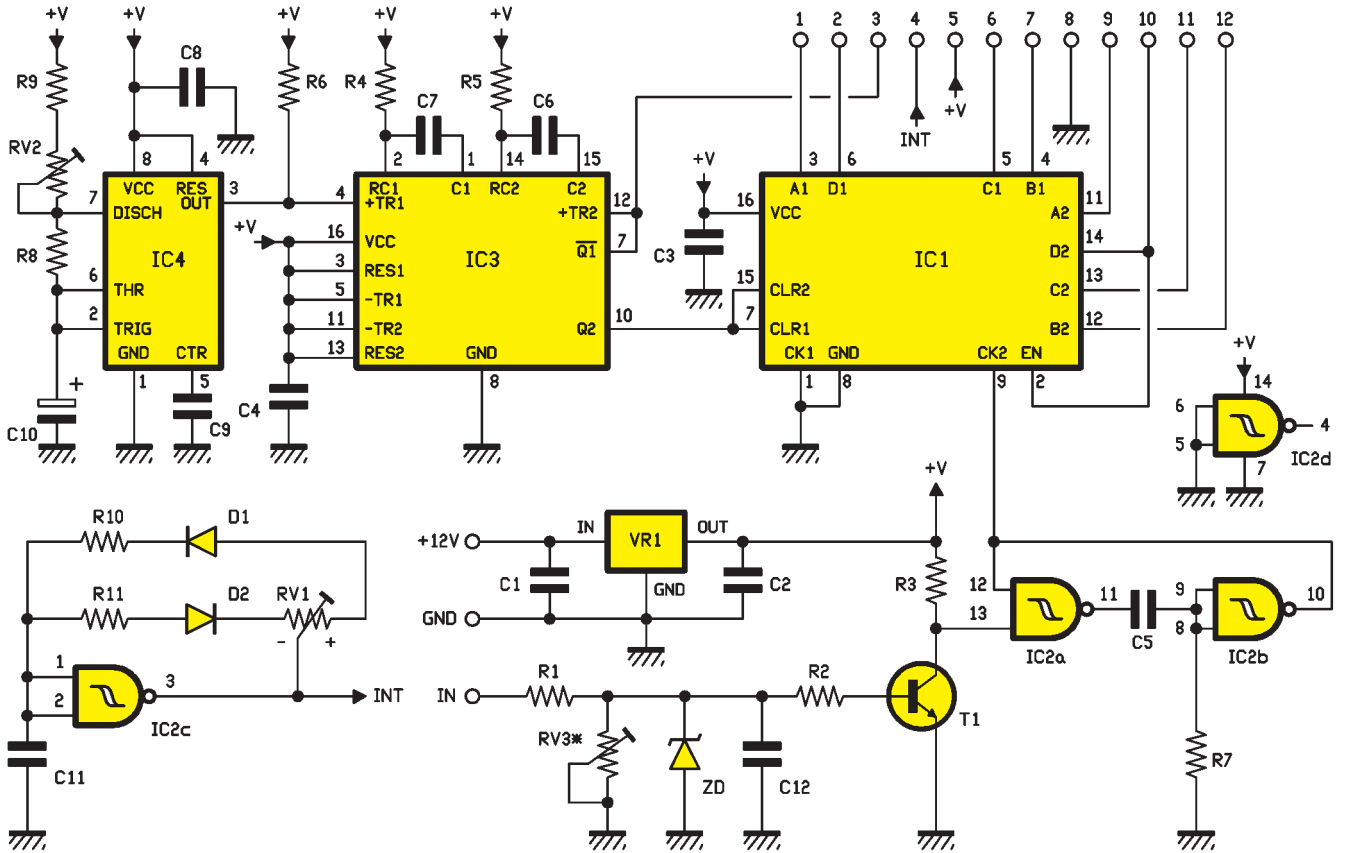 +V +V +V +V +V 1 2 3 4 5 6 7 8 9 10 11 12
C8
R9 R6 R4 C7 R5 C6
+V
INT
RV2
8 4 2 1 14 15 3 6 5 4
+V
VCC RES RC1 C1 RC2 C2 A1 D1 C1 B1
7 DISCH OUT 3 4 +TR1 +TR2 12 16 VCC A2 11
+V
R8 IC4 16 VCC IC3 Q1 7 C3 IC1 D2 14
6 THR 3 RES1 15 CLR2 C2 13
5 -TR1
2 TRIG 11 -TR2 Q2 10 7 CLR1 B2 12
GND CTR 13 RES2 GND CK1 GND CK2 EN
+V
1 5 8 1 8 9 2
+
C10 C9 C4
14
6
5 4
7 IC2d
+V
R10 D1
+12V IN VR1 OUT
C1 GND C2 R3
R11 D2 RV1
- +
GND
12 11 9 10
13 C5 8
IC2a IC2b
1 3 INT
2
IC2c
IN R1 R2
T1
RV3*
C11 ZD C12 R7